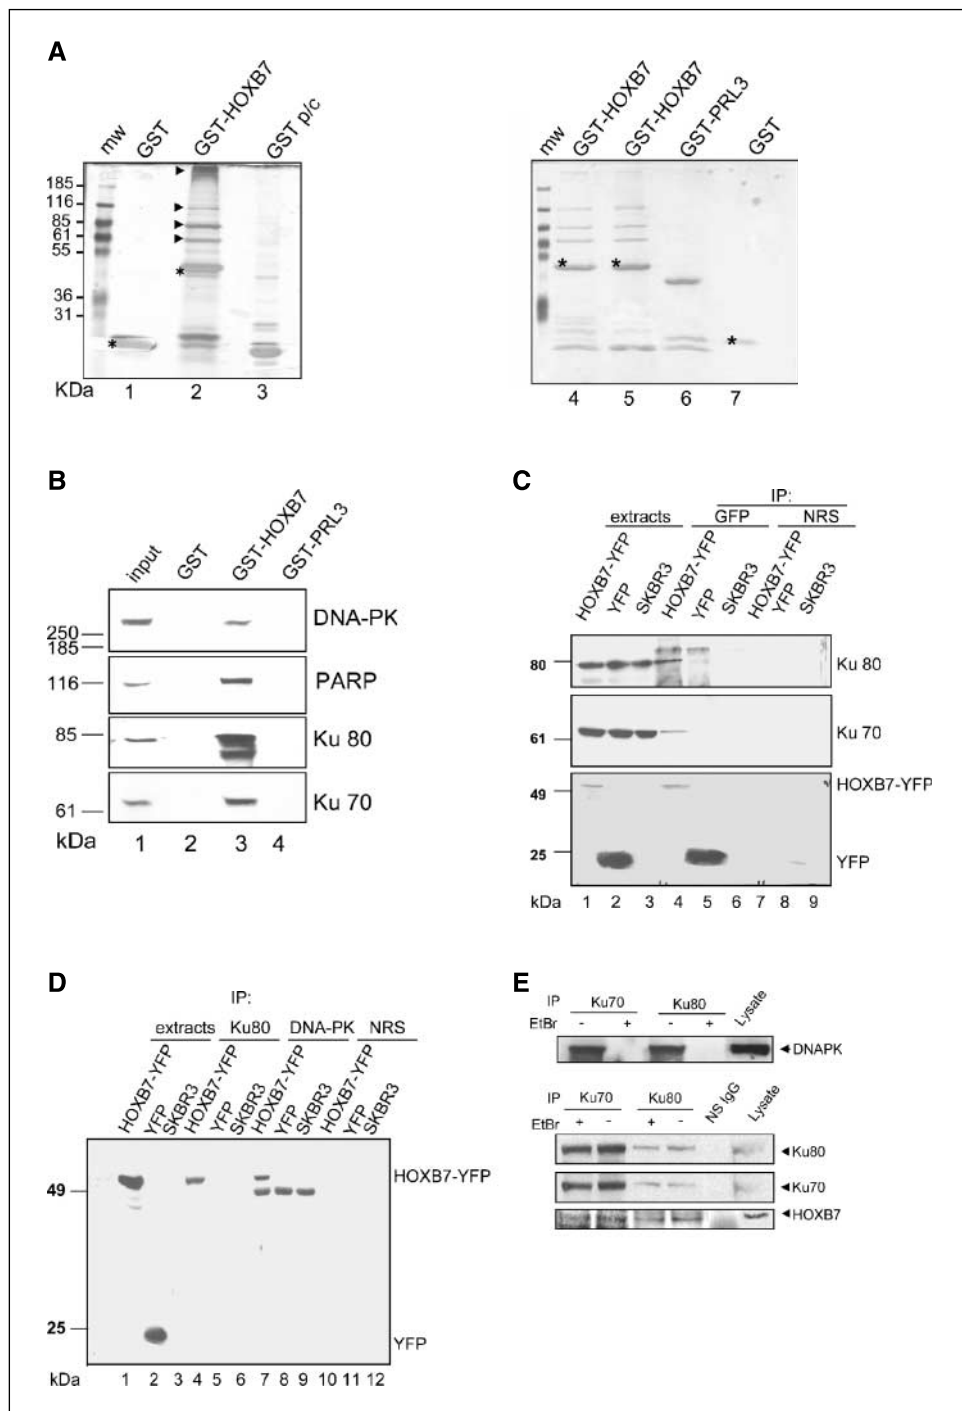 A
mw GST GST-HOXB7 GST p/c
185
116
85
61
55
36
31
KDa 1 2 3
mw GST-HOXB7 GST-HOXB7 GST-PRL3 GST
4 5 6 7
B
input GST GST-HOXB7 GST-PRL3
250
185
DNA-PK
116
PARP
85
Ku 80
61
Ku 70
kDa 1 2 3 4
C
IP:
extracts GFP NRS
HOXB7-YFP YFP SKBR3 HOXB7-YFP YFP SKBR3 HOXB7-YFP YFP SKBR3
80 Ku 80
61 Ku 70
49 HOXB7-YFP
25 YFP
kDa 1 2 3 4 5 6 7 8 9
D
IP:
extracts Ku80 DNA-PK NRS
HOXB7-YFP YFP SKBR3 HOXB7-YFP YFP SKBR3 HOXB7-YFP YFP SKBR3 HOXB7-YFP YFP SKBR3
49 HOXB7-YFP
25 YFP
kDa 1 2 3 4 5 6 7 8 9 10 11 12
E
IP Ku70 Ku80 Lysate
EtBr - + - +
DNAPK
IP Ku70 Ku80 NS IgG Lysate
EtBr + - + -
Ku80
Ku70
HOXB7